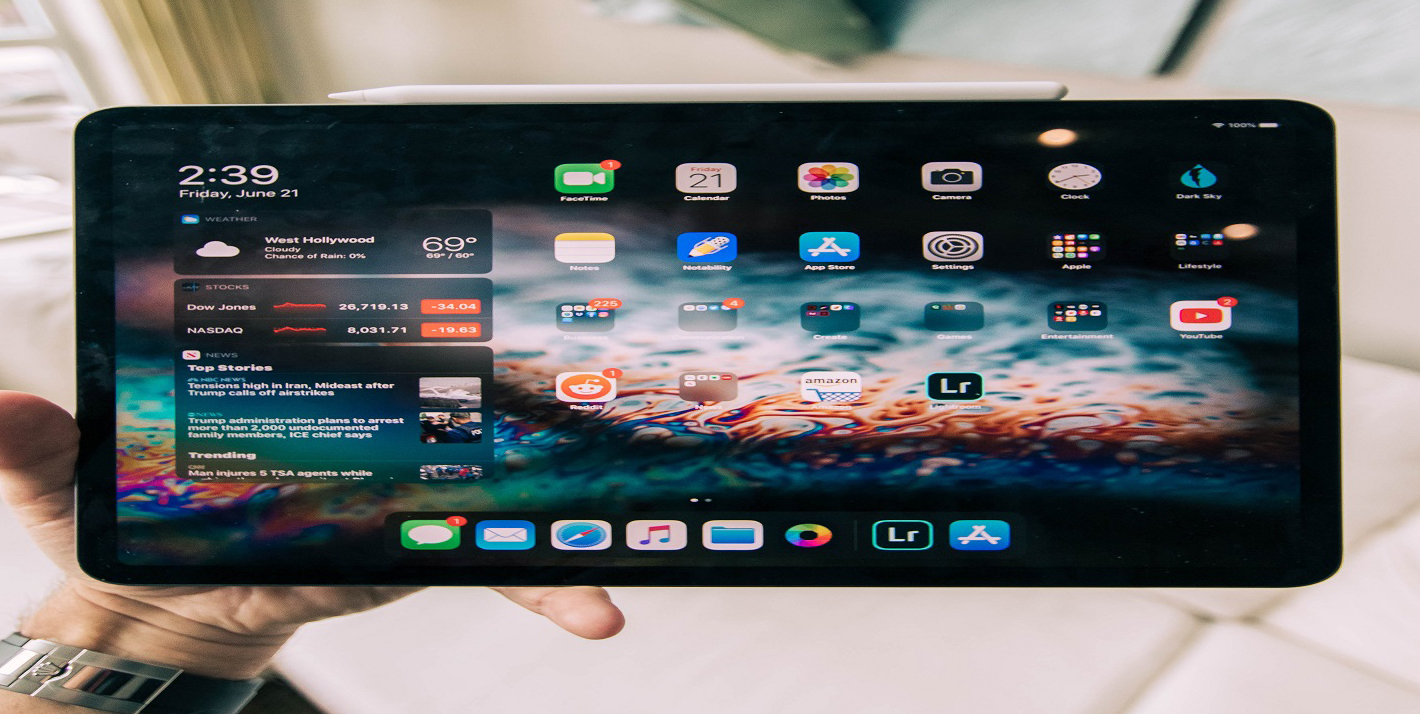 100%
2:39
Friday, June 21
WEATHER
West Hollywood
Cloudy
Chance of Rain: 0%
69°
69° / 60°
STOCKS
Dow Jones 26,719.13 -34.04
NASDAQ 8,031.71 -19.63
NEWS
Top Stories
NBC NEWS
Tensions high in Iran, Mideast after
Trump calls off airstrikes
NEWS
Trump administration plans to arrest
more than 2,000 undocumented
family members, ICE chief says
Trending
Man injures 5 TSA agents while
1
FaceTime
Friday
21
Calendar
Photos
Camera
Clock
Dark Sky
Notes
Notability
App Store
Settings
Apple
Lifestyle
225
4
Create
Games
Entertainment
2
YouTube
1
Reddit
amazon
Lr
Lightroom
1
Lr